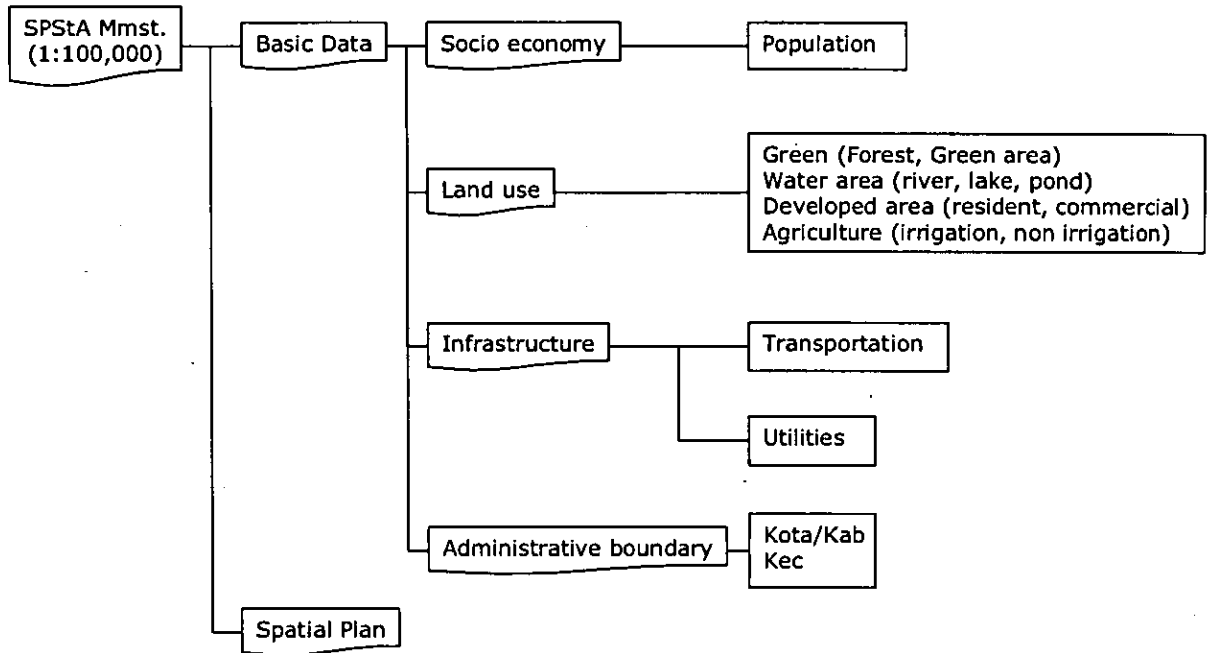 SPStA Mmst.
(1:100,000)
Basic Data
Socio economy
Population
Land use
Green (Forest, Green area)
Water area (river, lake, pond)
Developed area (resident, commercial)
Agriculture (irrigation, non irrigation)
Infrastructure
Transportation
Utilities
Administrative boundary
Kota/Kab
Kec
Spatial Plan